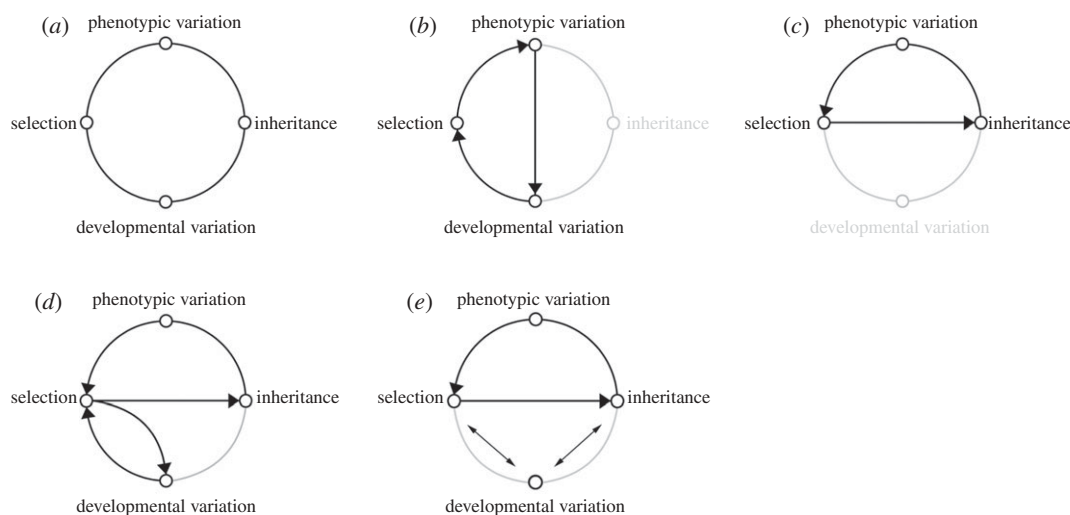 (a) phenotypic variation
selection
inheritance
developmental variation
(b) phenotypic variation
selection
inheritance
developmental variation
(c) phenotypic variation
selection
inheritance
developmental variation
(d) phenotypic variation
selection
inheritance
developmental variation
(e) phenotypic variation
selection
inheritance
developmental variation